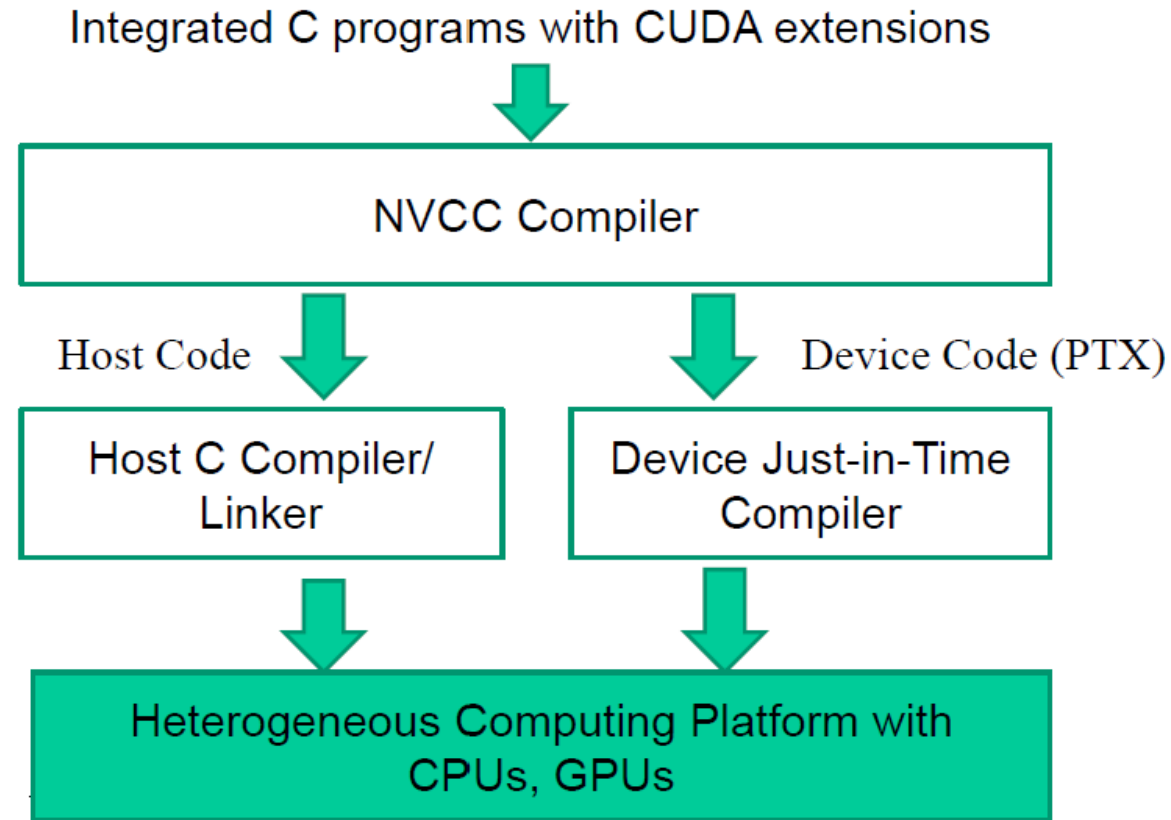 Integrated C programs with CUDA extensions
NVCC Compiler
Host Code
Device Code (PTX)
Host C Compiler/
Linker
Device Just-in-Time
Compiler
Heterogeneous Computing Platform with
CPUs, GPUs